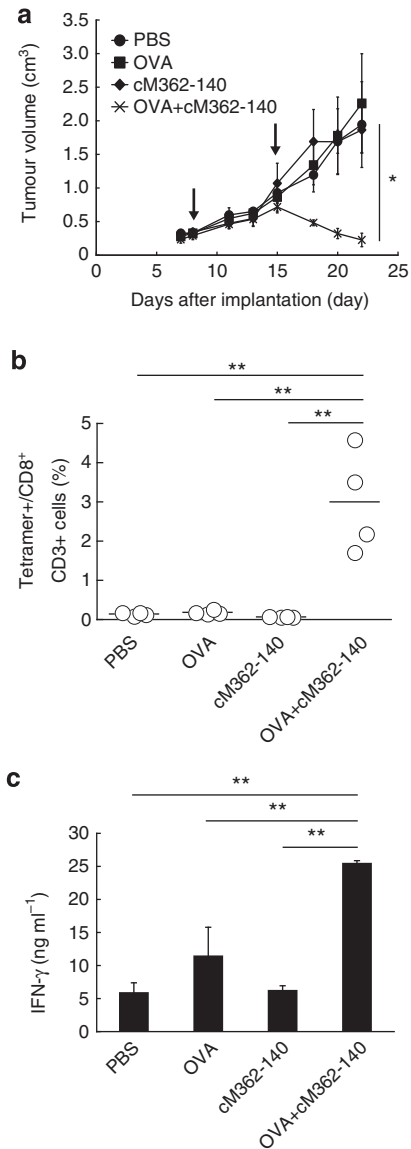 a
Tumour volume (cm³)
3.5
3.0
2.5
2.0
1.5
1.0
0.5
0
PBS
OVA
cM362-140
OVA+cM362-140
*
0 5 10 15 20 25
Days after implantation (day)
b
**
**
**
Tetramer+/CD8⁺
CD3+ cells (%)
5
4
3
2
1
0
PBS
OVA
cM362-140
OVA+cM362-140
c
**
**
**
IFN-γ (ng ml⁻¹)
30
25
20
15
10
5
0
PBS
OVA
cM362-140
OVA+cM362-140